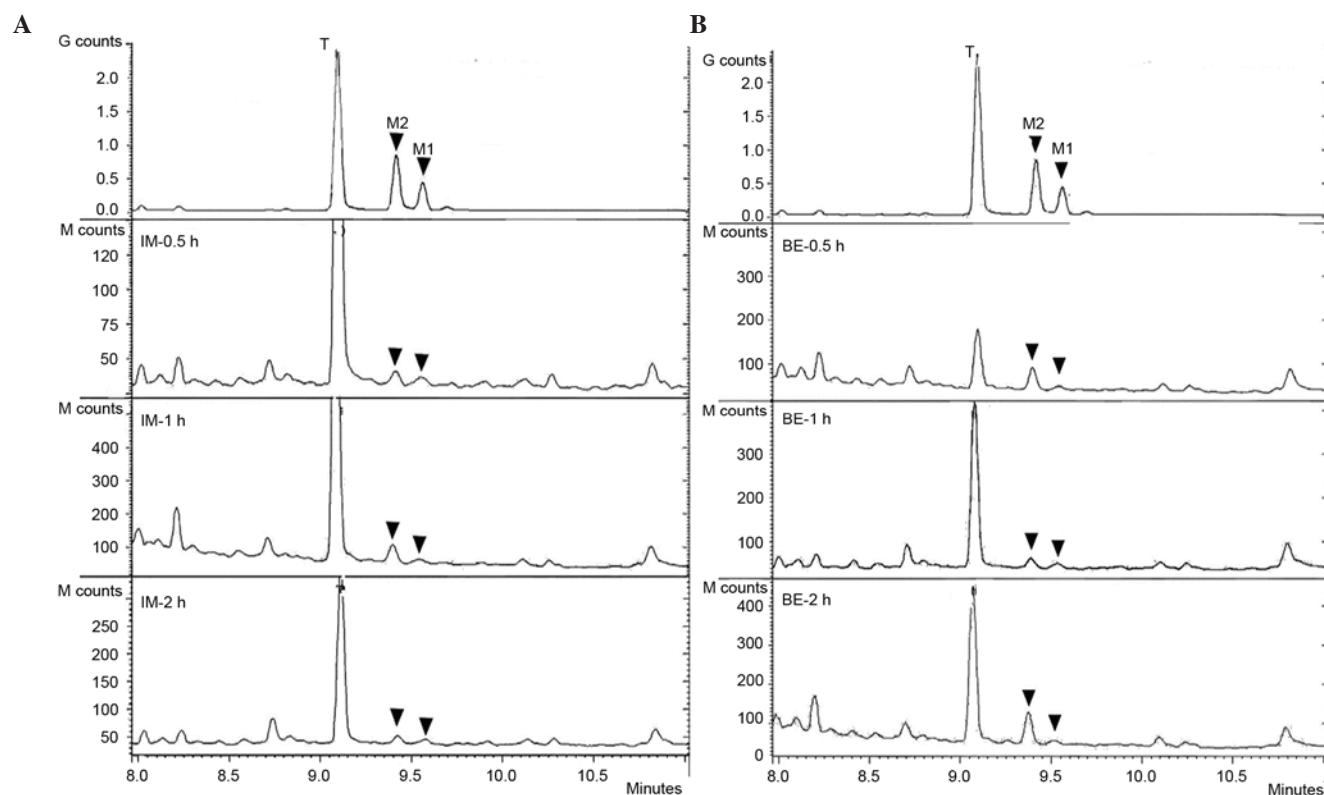 A
G counts
T
2.0
1.5
M2
1.0
M1
0.5
0.0
M counts
IM-0.5 h
120
100
75
50
M counts
IM-1 h
500
400
300
200
100
M counts
IM-2 h
300
250
200
150
100
50
8.0 8.5 9.0 9.5 10.0 10.5
Minutes
B
G counts
T
2.0
1.5
M2
1.0
M1
0.5
0.0
M counts
BE-0.5 h
300
200
100
M counts
BE-1 h
300
200
100
M counts
400
BE-2 h
300
200
100
0
8.0 8.5 9.0 9.5 10.0 10.5
Minutes